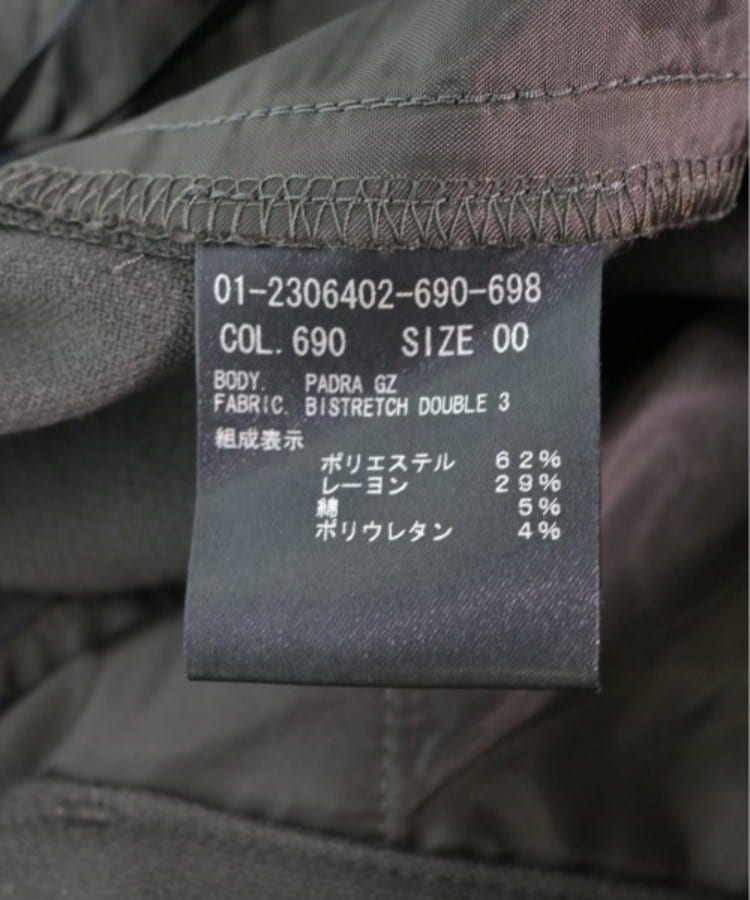 01-2306402-690-698
COL. 690 SIZE 00
BODY. PADRA GZ
FABRIC. BISTRETCH DOUBLE 3
組成表示
ポリエステル 62%
レーヨン 29%
綿 5%
ポリウレタン 4%